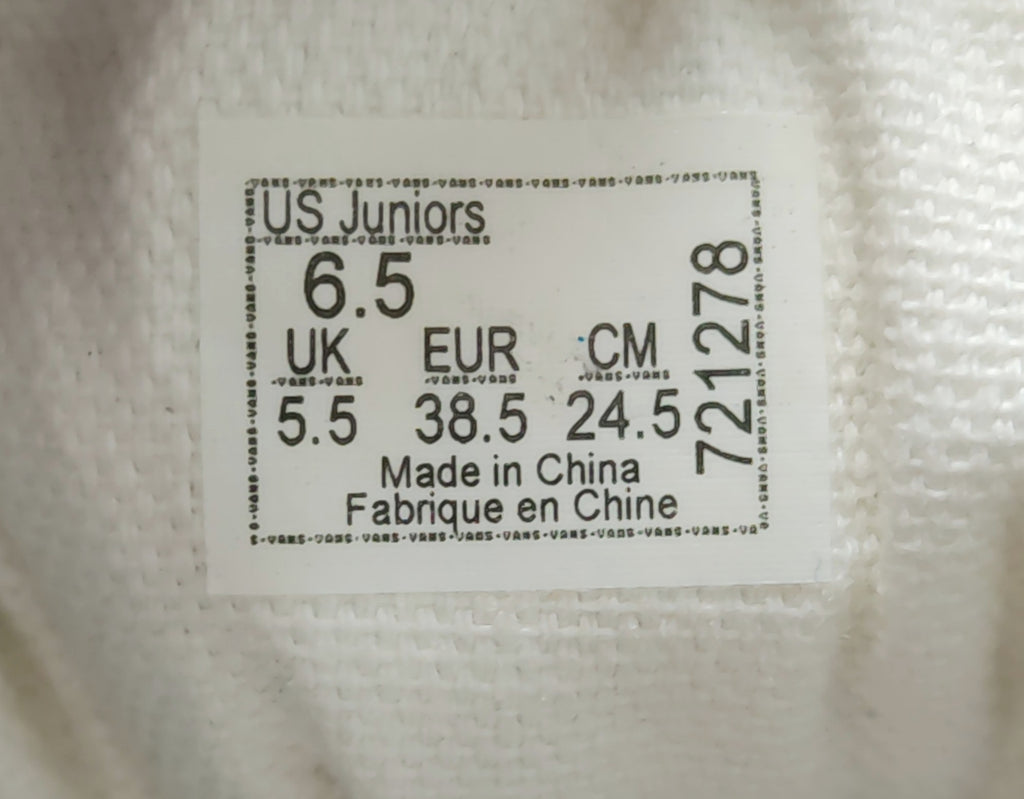 US Juniors
6.5
UK EUR CM
5.5 38.5 24.5
Made in China
Fabrique en Chine
721278